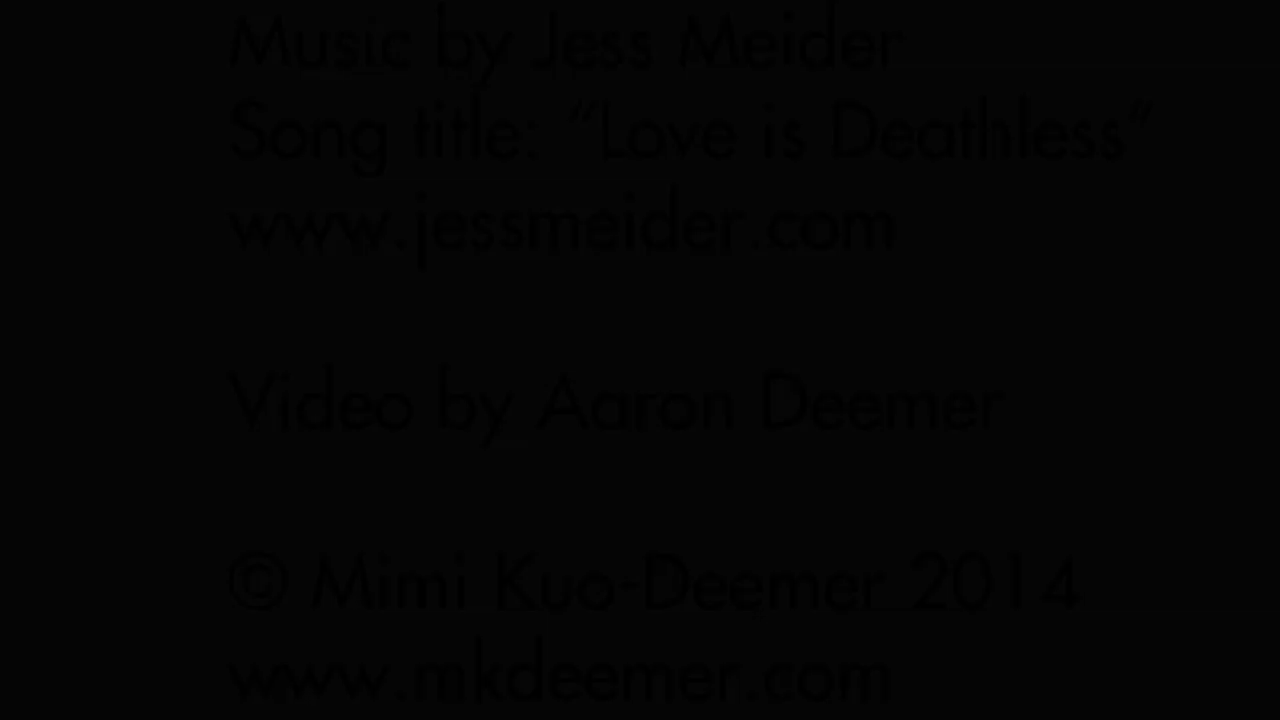 Music by Jess Meider
Song title: “Love is Deathless”
www.jessmeider.com
Video by Aaron Deemer
© Mimi Kuo-Deemer 2014
www.mkdeemer.com